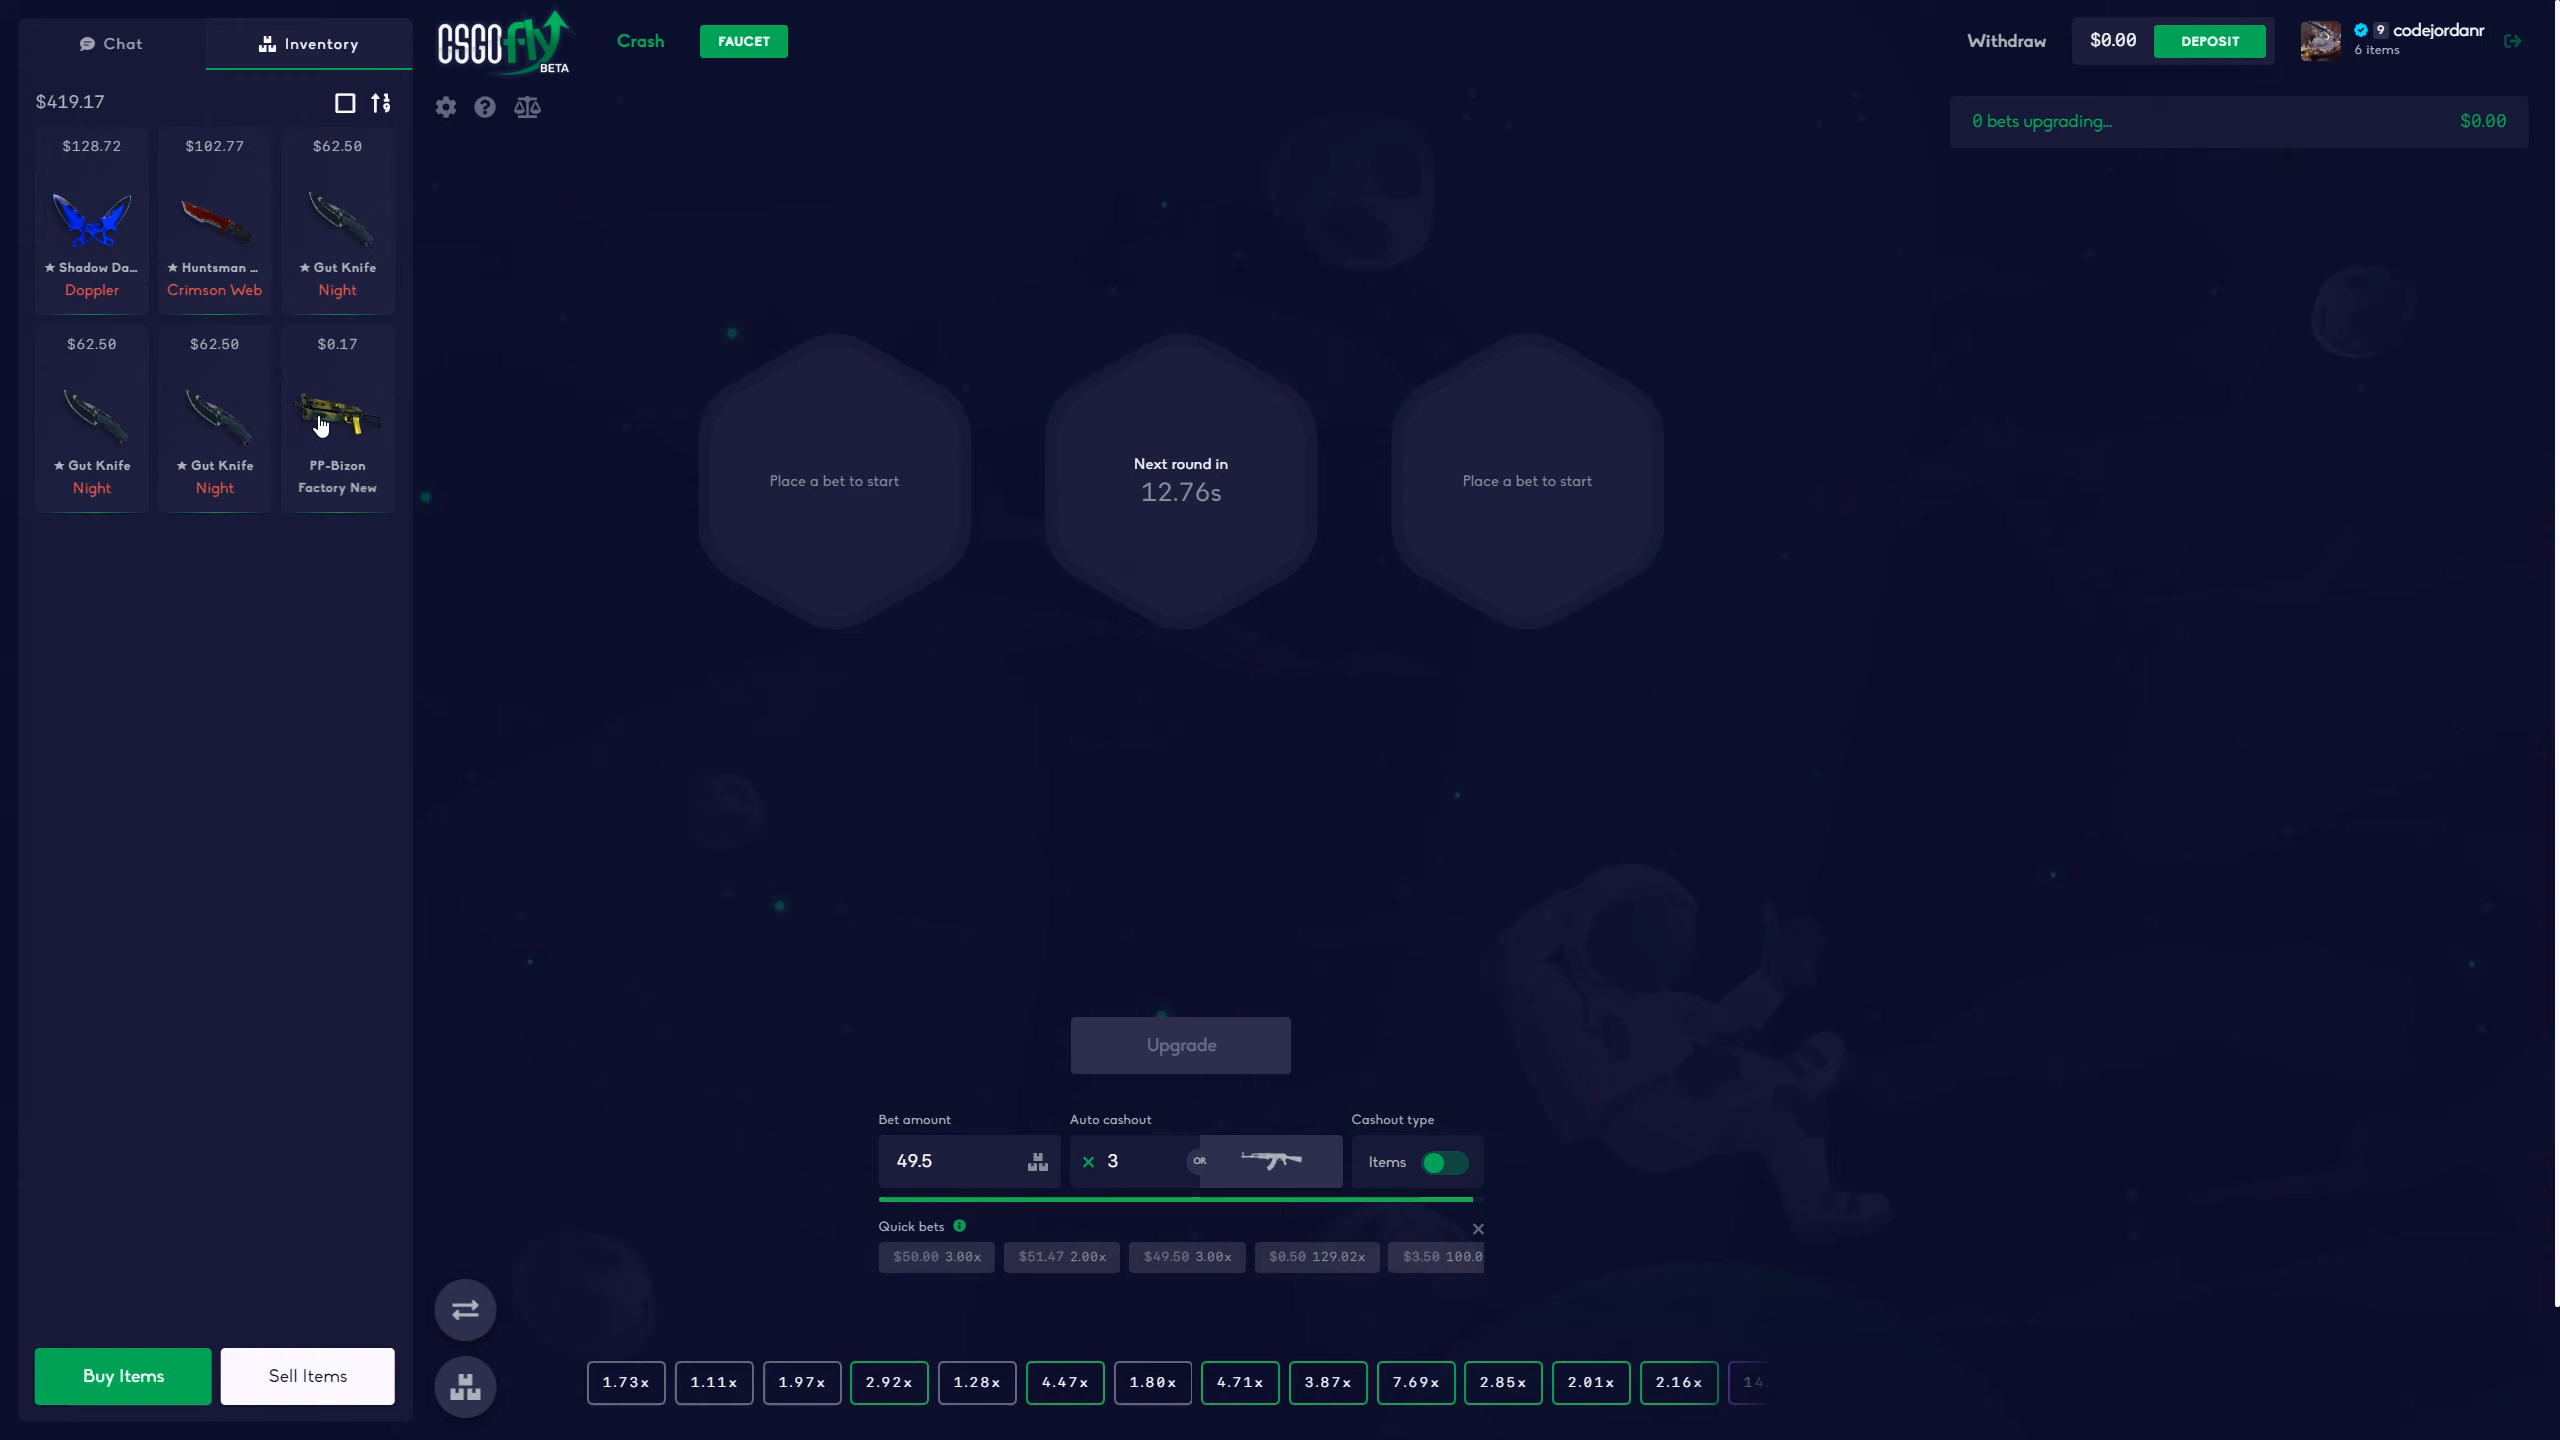 Chat
Inventory
CSGOfly
BETA
Crash
FAUCET
Withdraw
$0.00
DEPOSIT
9 codejordanr
6 items
$419.17
0 bets upgrading...
$0.00
$128.72
$102.77
$62.50
★ Shadow Da...
★ Huntsman ...
★ Gut Knife
Doppler
Crimson Web
Night
$62.50
$62.50
$0.17
★ Gut Knife
★ Gut Knife
PP-Bizon
Night
Night
Factory New
Place a bet to start
Next round in
12.76s
Place a bet to start
Upgrade
Bet amount
Auto cashout
Cashout type
49.5
× 3
OR
Items
Quick bets
$50.00 3.00x
$51.47 2.00x
$49.50 3.00x
$0.50 129.02x
$3.50 100.0
Buy Items
Sell Items
1.73x
1.11x
1.97x
2.92x
1.28x
4.47x
1.80x
4.71x
3.87x
7.69x
2.85x
2.01x
2.16x
14.